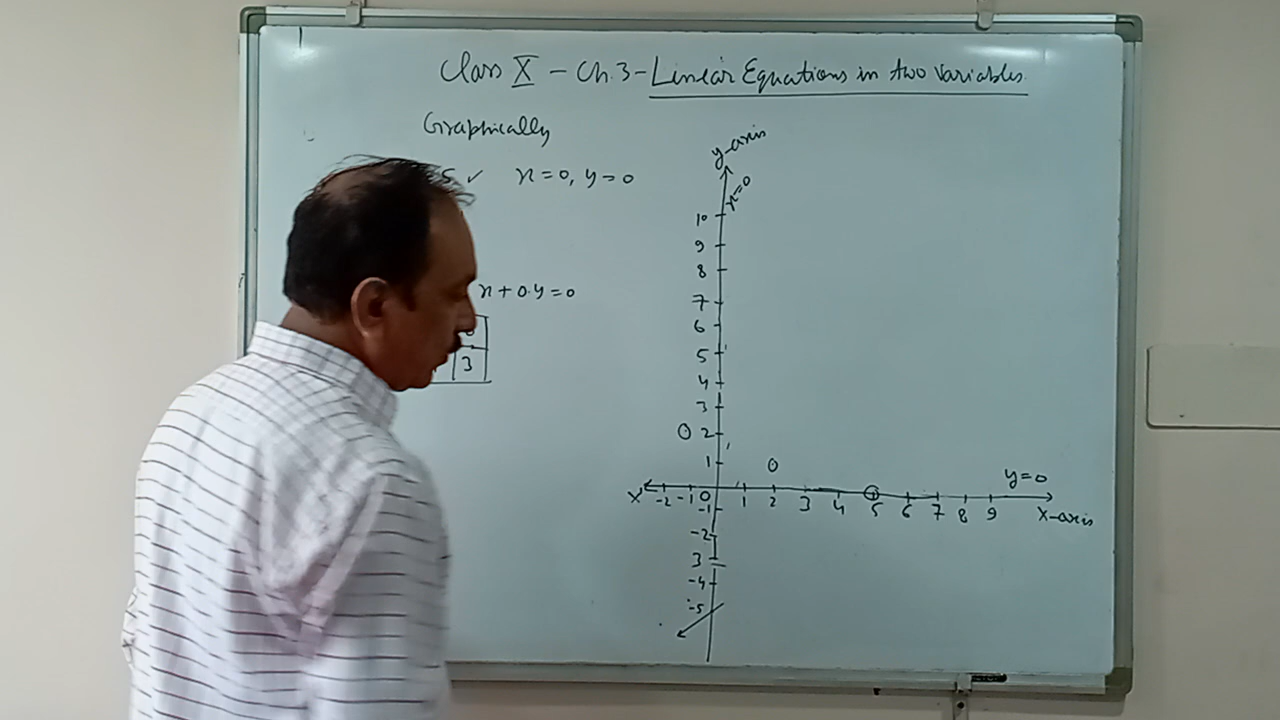 Class X - Ch.3 - Linear Equations in two variables
Graphically
5 ✓ x = 0, y = 0
x + 0.y = 0
3
y-axis
x=0
10
9
8
7
6
5
4
3
0 2
1 0
y=0
X' -2 -1 0 1 2 3 4 5 6 7 8 9
X-axis
-1
-2
3
-4
-5